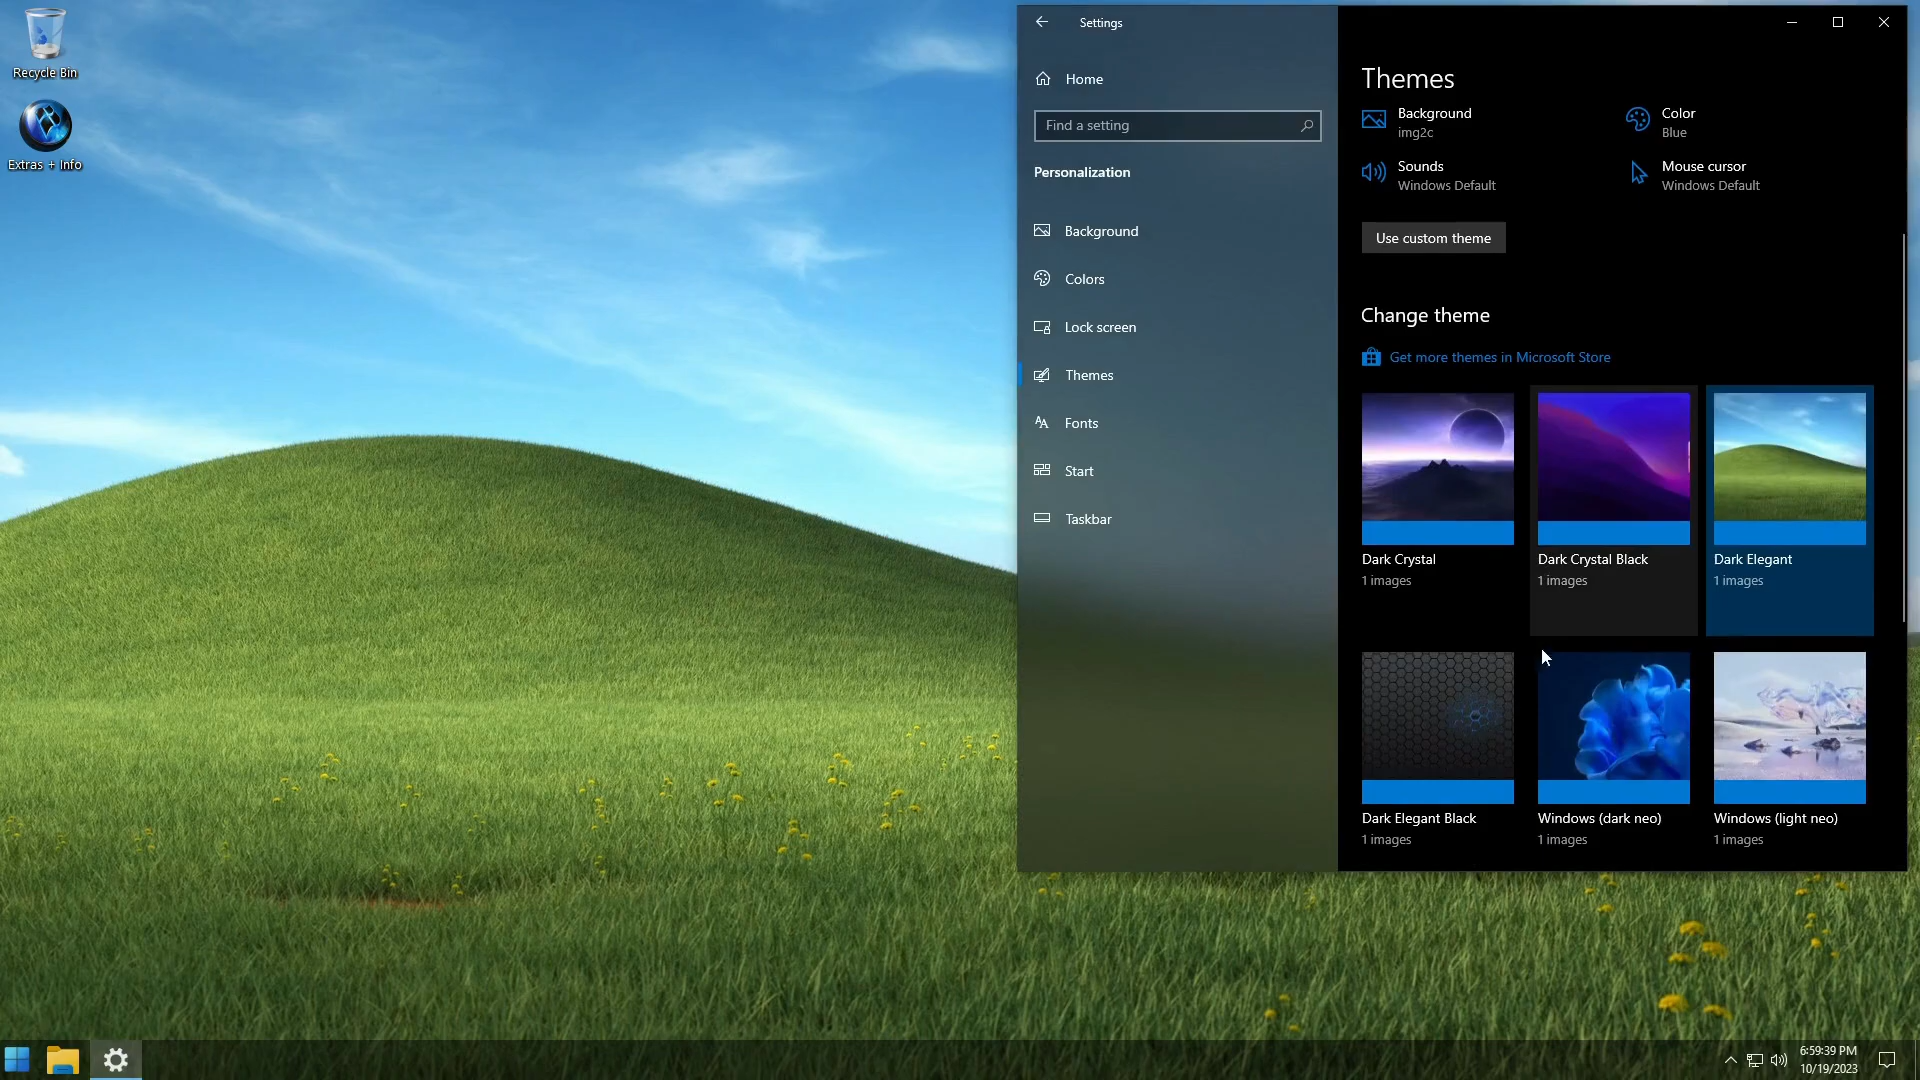 Recycle Bin
Extras + Info
Settings
Home
Find a setting
Personalization
Background
Colors
Lock screen
Themes
Fonts
Start
Taskbar
Themes
Background
img2c
Color
Blue
Sounds
Windows Default
Mouse cursor
Windows Default
Use custom theme
Change theme
Get more themes in Microsoft Store
Dark Crystal
1 images
Dark Crystal Black
1 images
Dark Elegant
1 images
Dark Elegant Black
1 images
Windows (dark neo)
1 images
Windows (light neo)
1 images
6:59:39 PM
10/19/2023